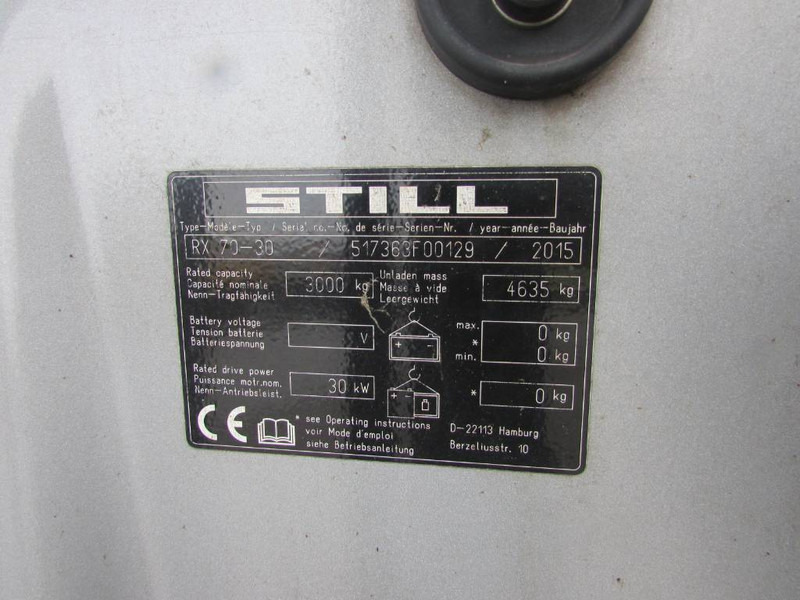 STILL
Type-Modèle-Typ / Serial no.-No. de série-Serien-Nr. / year-année-Baujahr
RX 70-30 / 517363F00129 / 2015
Rated capacity
Capacité nominale
Nenn-Tragfähigkeit
3000 kg
Unladen mass
Masse à vide
Leergewicht
4635 kg
Battery voltage
Tension batterie
Batteriespannung
V
+ -
max. 0 kg
*
min. 0 kg
Rated drive power
Puissance motr.nom.
Nenn-Antriebsleist.
30 kW
+ -
* 0 kg
CE
* see Operating instructions
voir Mode d'emploi
siehe Betriebsanleitung
D-22113 Hamburg
Berzeliusstr. 10